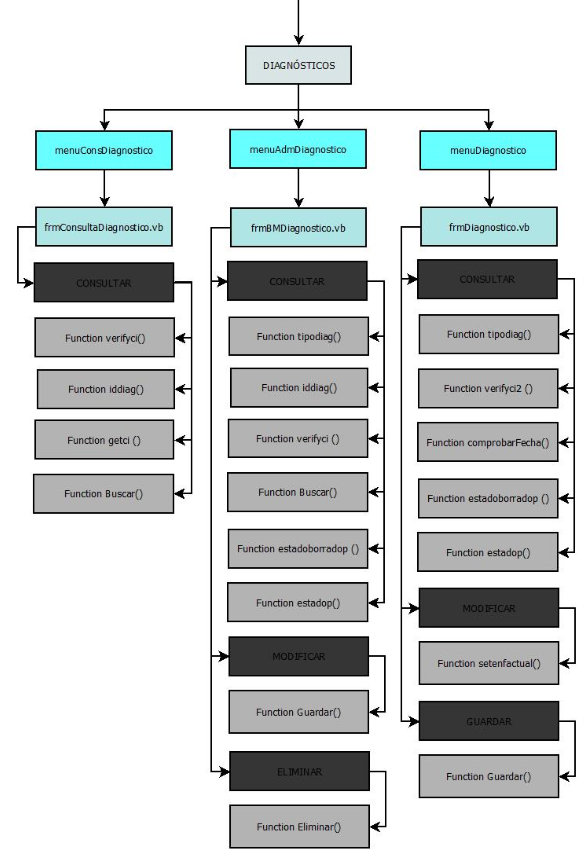 DIAGNÓSTICOS
menuConsDiagnostico
frmConsultaDiagnostico.vb
CONSULTAR
Function verifyci()
Function iddiag()
Function getci ()
Function Buscar()
menuAdmDiagnostico
frmBMDiagnostico.vb
CONSULTAR
Function tipodiag()
Function iddiag()
Function verifyci ()
Function Buscar()
Function estadoborradop ()
Function estadop()
MODIFICAR
Function Guardar()
ELIMINAR
Function Eliminar()
menuDiagnostico
frmDiagnostico.vb
CONSULTAR
Function tipodiag()
Function verifyci2 ()
Function comprobarFecha()
Function estadoborradop ()
Function estadop()
MODIFICAR
Function setenfactual()
GUARDAR
Function Guardar()